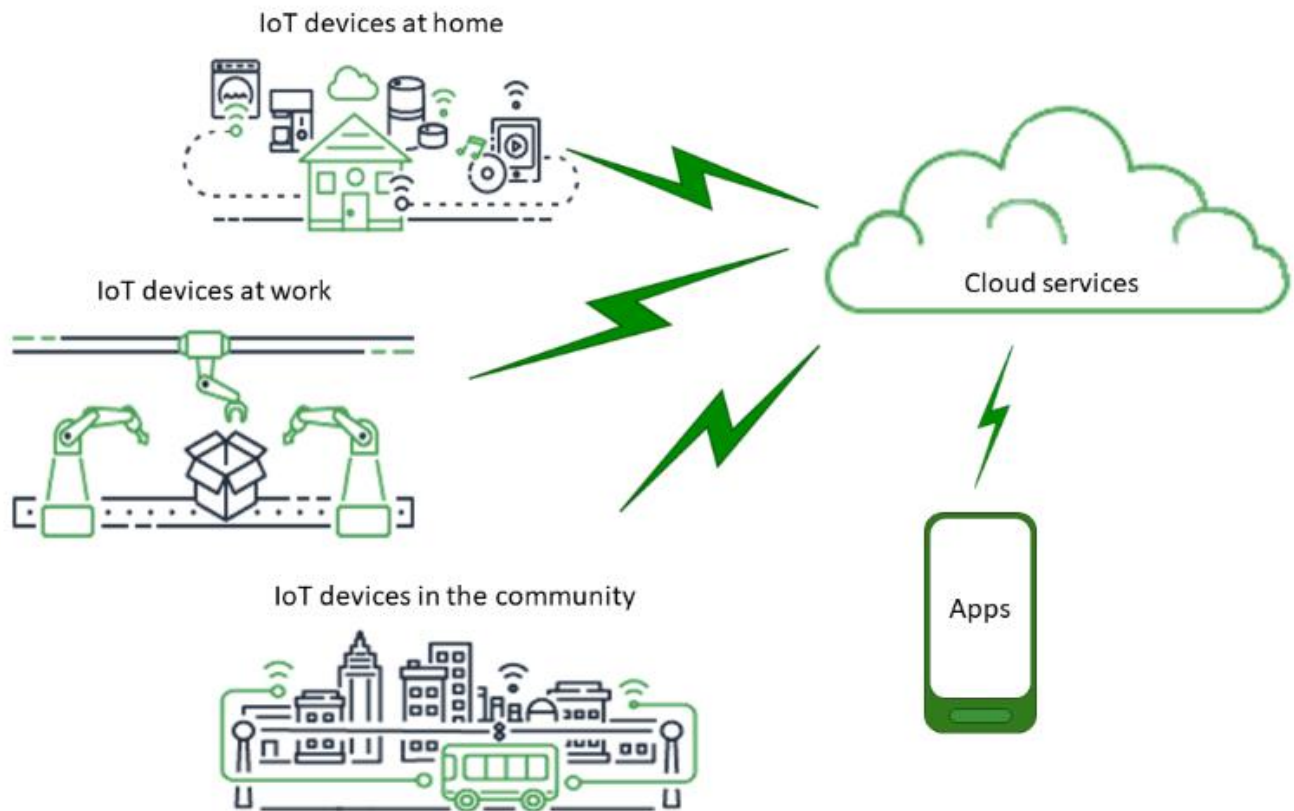 IoT devices at home
IoT devices at work
Cloud services
IoT devices in the community
Apps